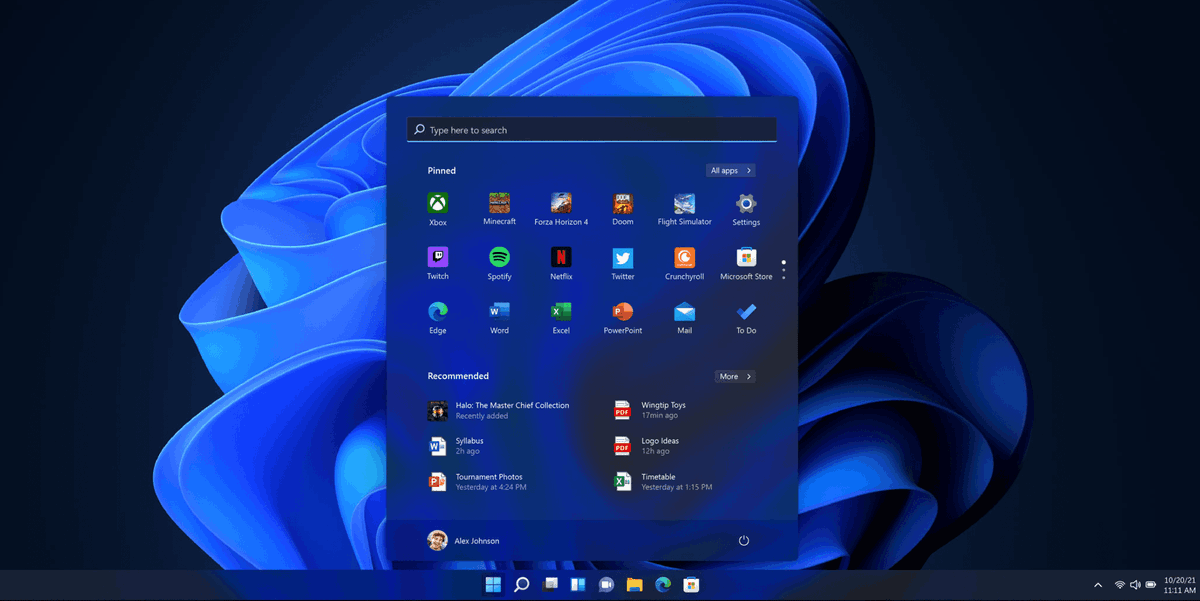 Type here to search
Pinned
All apps
Xbox
Minecraft
Forza Horizon 4
Doom
Flight Simulator
Settings
Twitch
Spotify
Netflix
Twitter
Crunchyroll
Microsoft Store
Edge
Word
Excel
PowerPoint
Mail
To Do
Recommended
More
Halo: The Master Chief Collection
Recently added
Wingtip Toys
17min ago
Syllabus
2h ago
Logo Ideas
12h ago
Tournament Photos
Yesterday at 4:24 PM
Timetable
Yesterday at 1:15 PM
Alex Johnson
10/20/21
11:11 AM